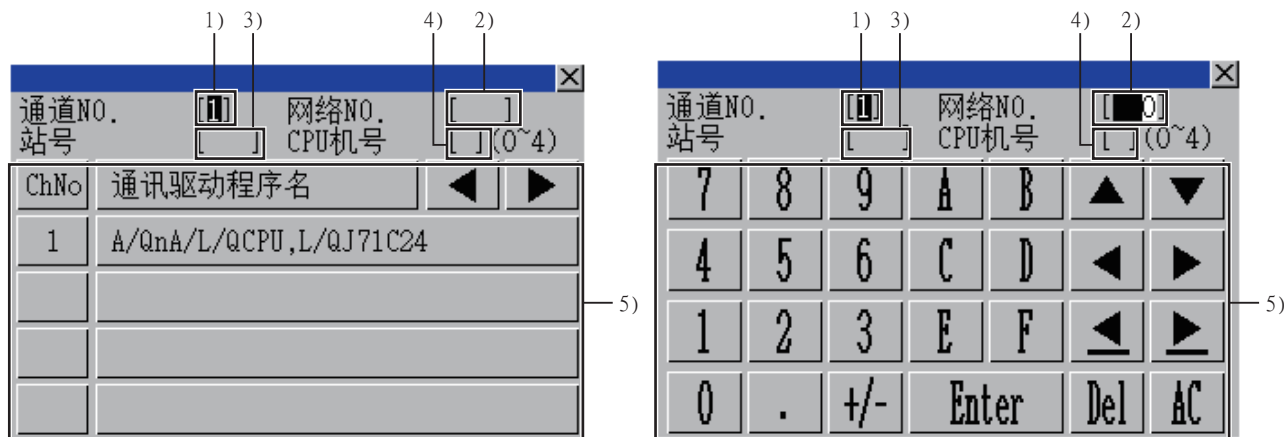 1) 3) 4) 2)
通道NO. [1] 网络NO. [ ]
站号 [ ] CPU机号 [ ](0~4)
ChNo 通讯驱动程序名 ◀ ▶
1 A/QnA/L/QCPU,L/QJ71C24
5)
1) 3) 4) 2)
通道NO. [1] 网络NO. [ 0]
站号 [ ] CPU机号 [ ](0~4)
7 8 9 A B ▲ ▼
4 5 6 C D ◀ ▶
1 2 3 E F ◀ ▶
0 . +/- Enter Del AC
5)